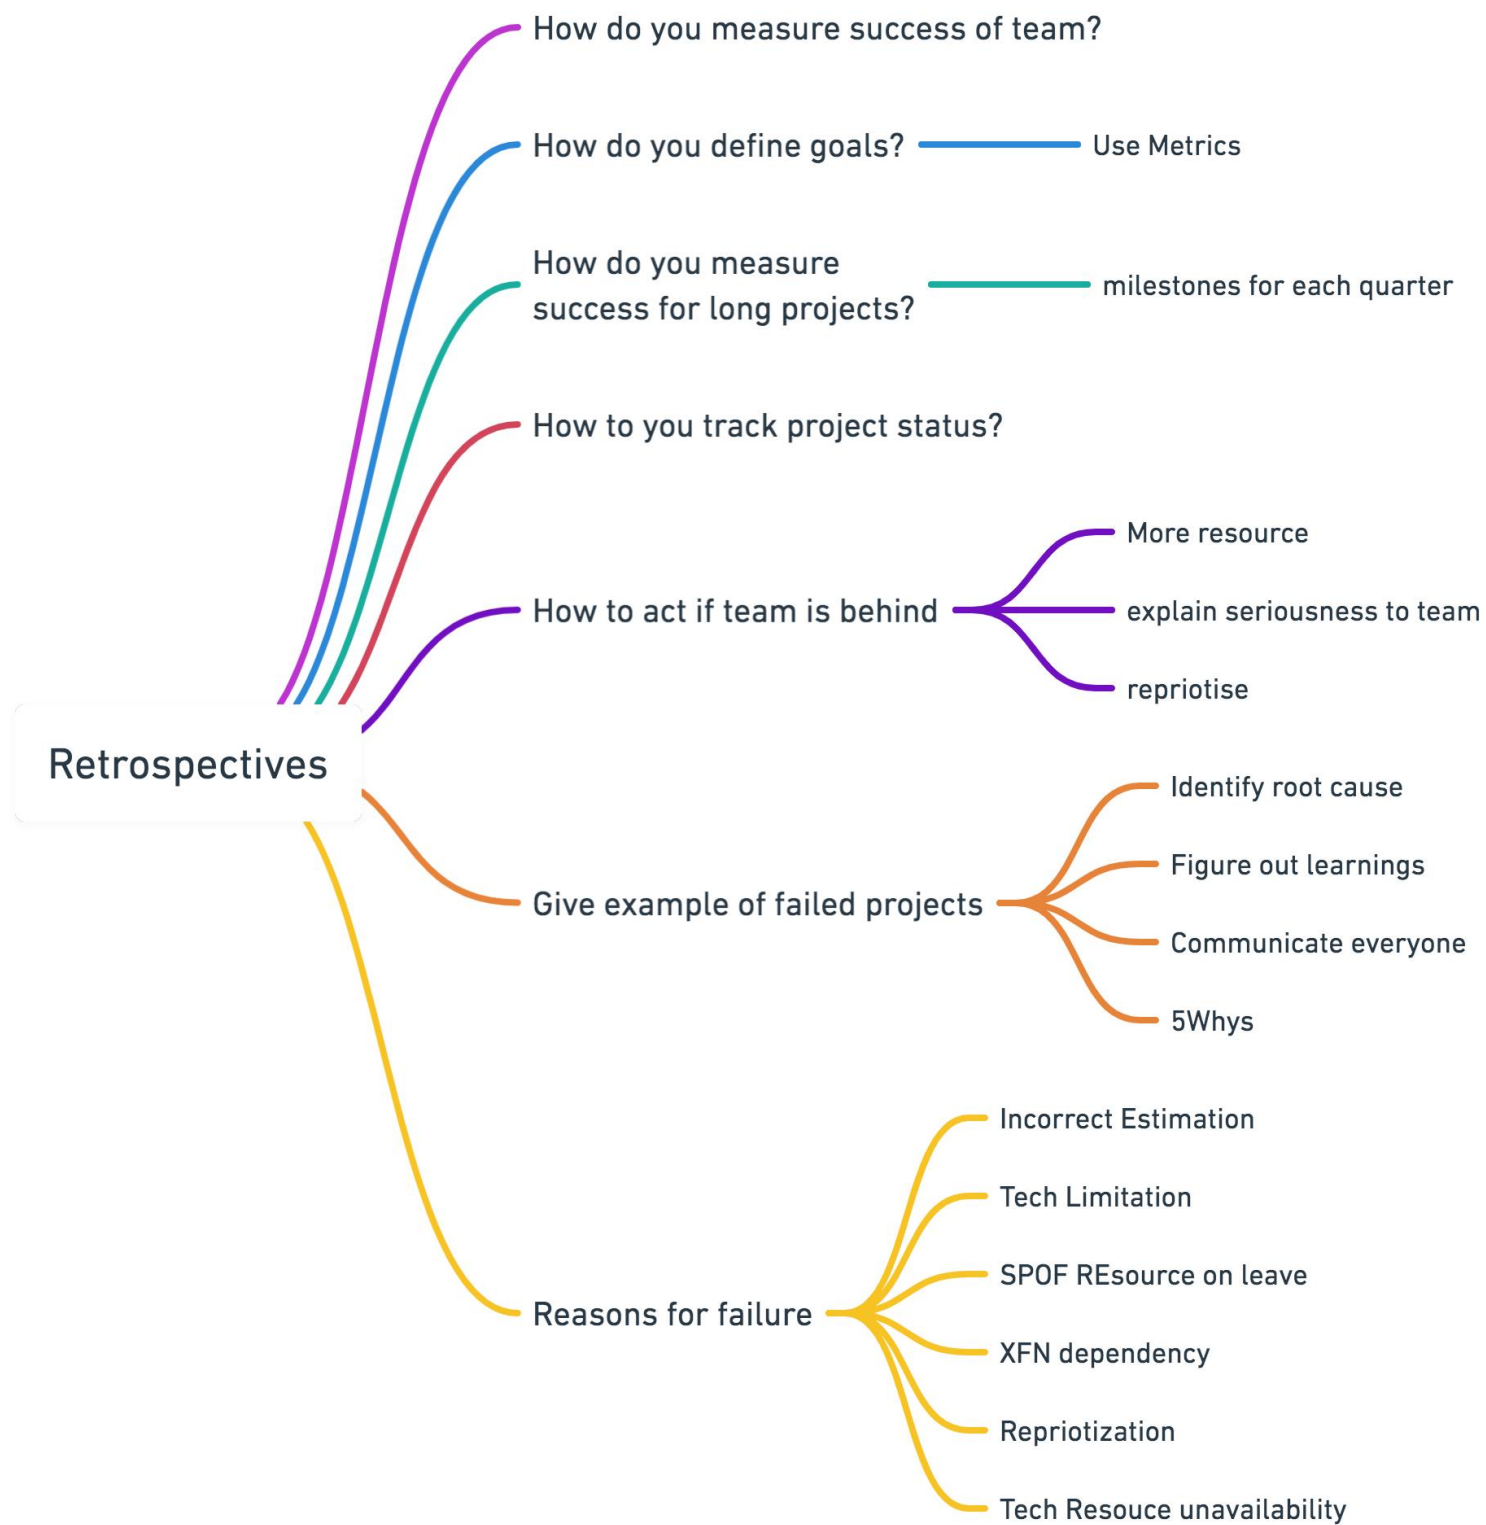 Retrospectives
How do you measure success of team?
How do you define goals?
Use Metrics
How do you measure
success for long projects?
milestones for each quarter
How to you track project status?
How to act if team is behind
More resource
explain seriousness to team
repriotise
Give example of failed projects
Identify root cause
Figure out learnings
Communicate everyone
5Whys
Reasons for failure
Incorrect Estimation
Tech Limitation
SPOF REsource on leave
XFN dependency
Repriotization
Tech Resouce unavailability